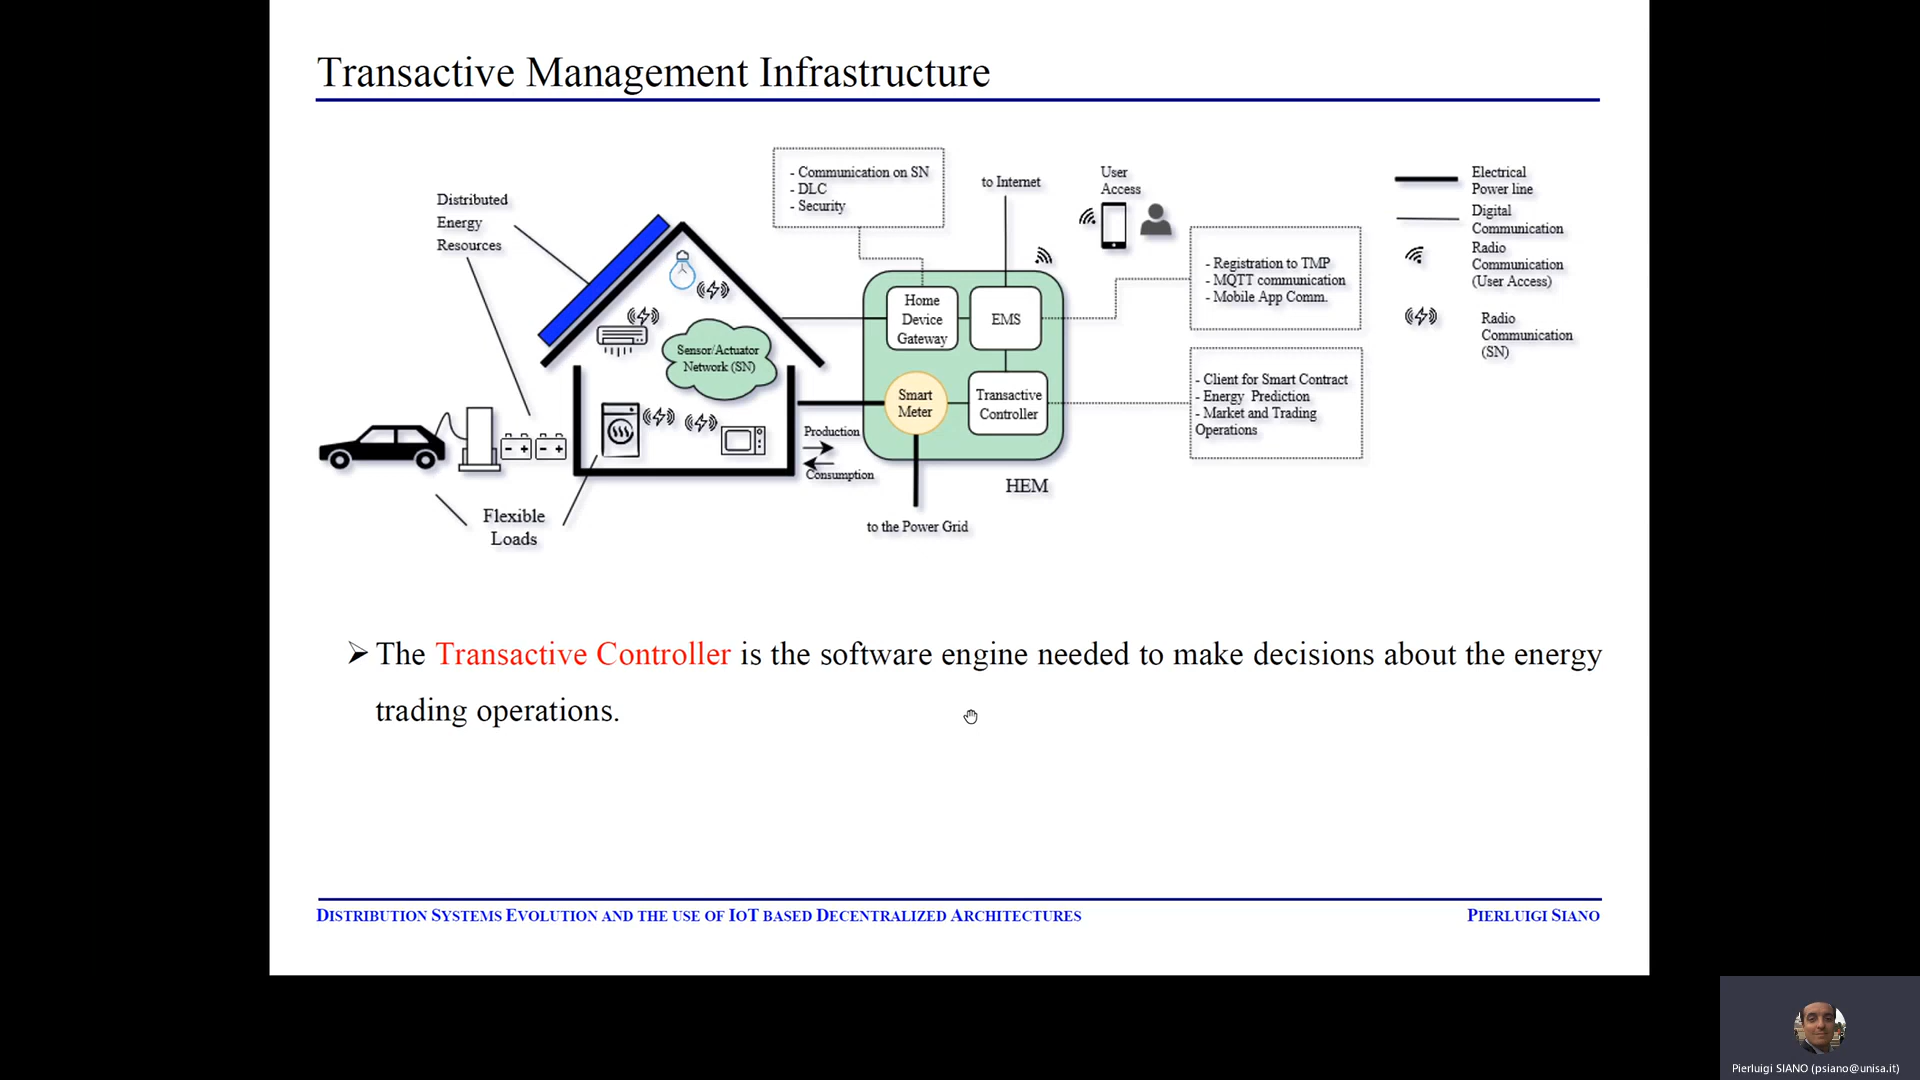 Transactive Management Infrastructure
Distributed
Energy
Resources
- Communication on SN
- DLC
- Security
to Internet
User
Access
Electrical
Power line
Digital
Communication
Radio
Communication
(User Access)
Radio
Communication
(SN)
- Registration to TMP
- MQTT communication
- Mobile App Comm.
Home
Device
Gateway
EMS
Sensor/Actuator
Network (SN)
Smart
Meter
Transactive
Controller
- Client for Smart Contract
- Energy Prediction
- Market and Trading
Operations
Production
Consumption
HEM
to the Power Grid
Flexible
Loads
➢ The Transactive Controller is the software engine needed to make decisions about the energy
trading operations.
DISTRIBUTION SYSTEMS EVOLUTION AND THE USE OF IOT BASED DECENTRALIZED ARCHITECTURES
PIERLUIGI SIANO
Pierluigi SIANO (psiano@unisa.it)